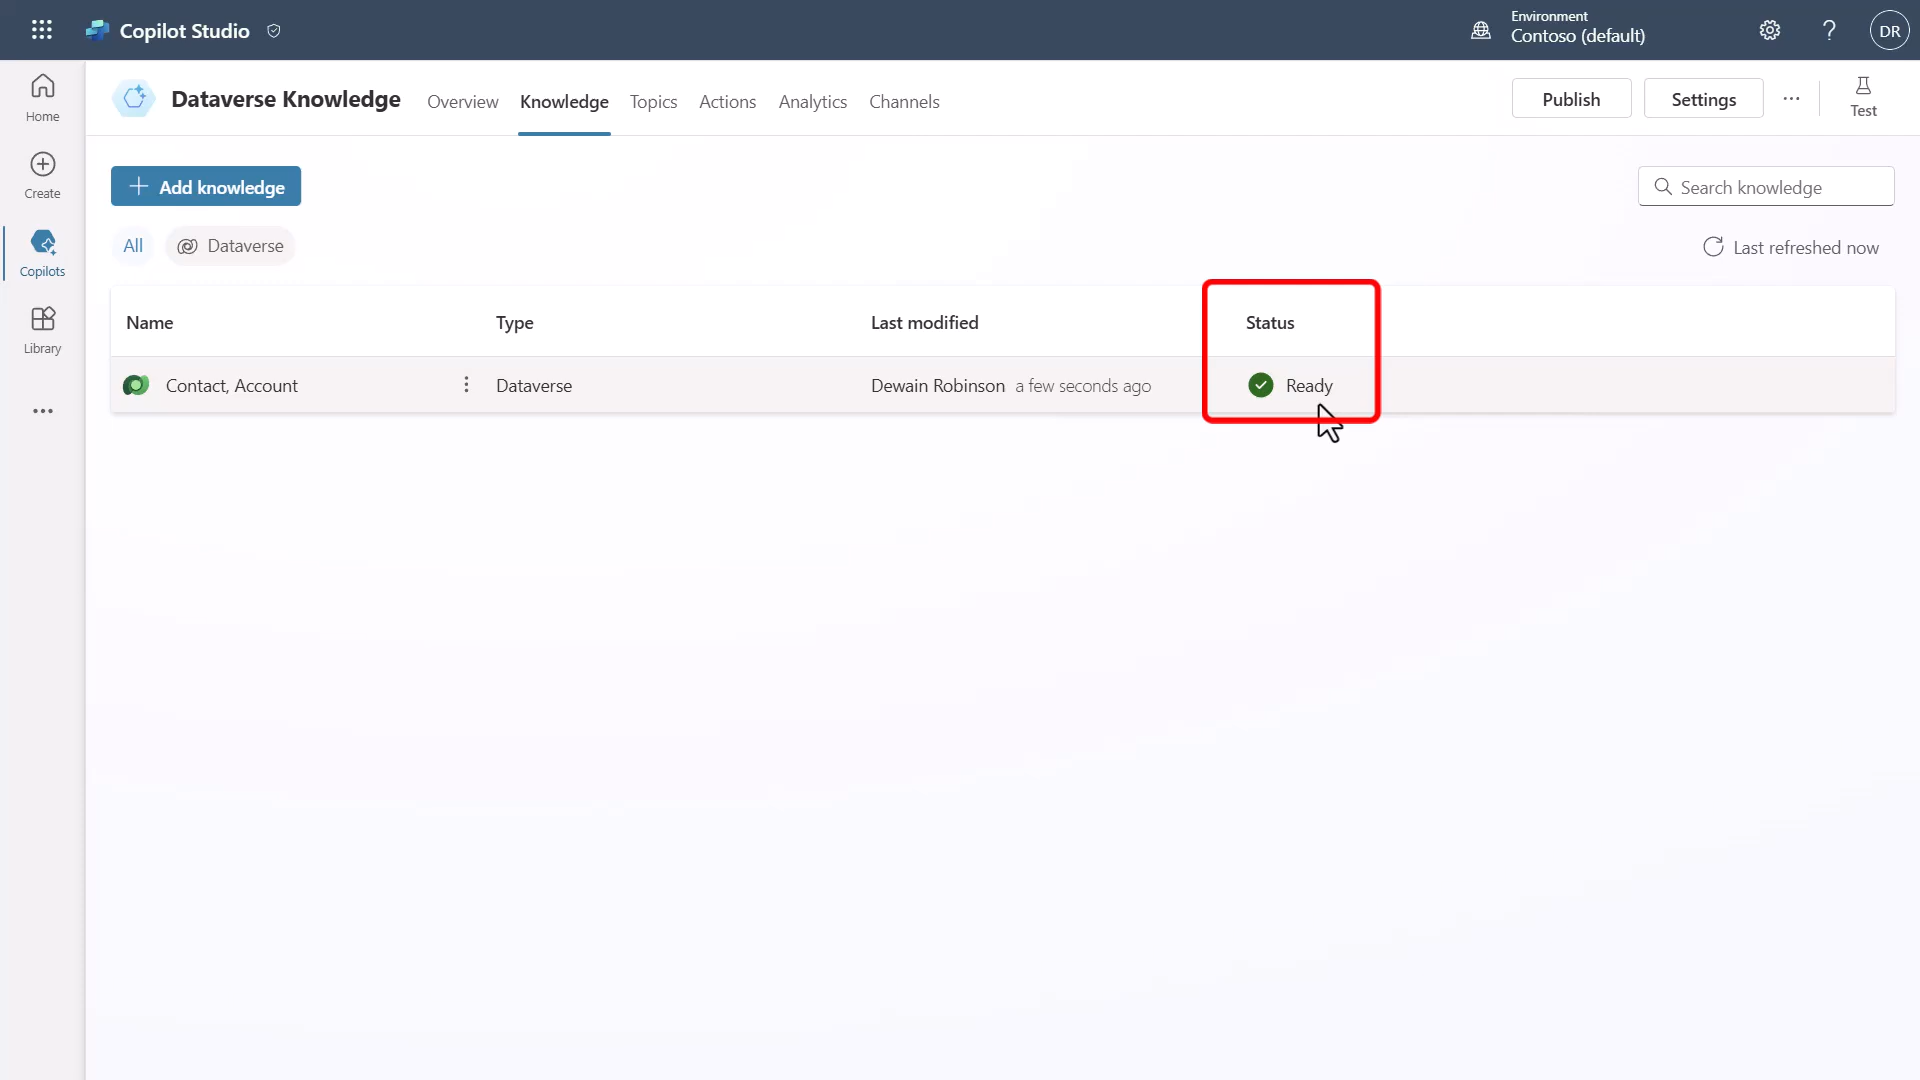 Copilot Studio
Environment
Contoso (default)
?
DR
Home
Create
Copilots
Library
Dataverse Knowledge
Overview
Knowledge
Topics
Actions
Analytics
Channels
Publish
Settings
Test
Add knowledge
Search knowledge
All
Dataverse
Last refreshed now
Name
Type
Last modified
Status
Contact, Account
Dataverse
Dewain Robinson a few seconds ago
Ready